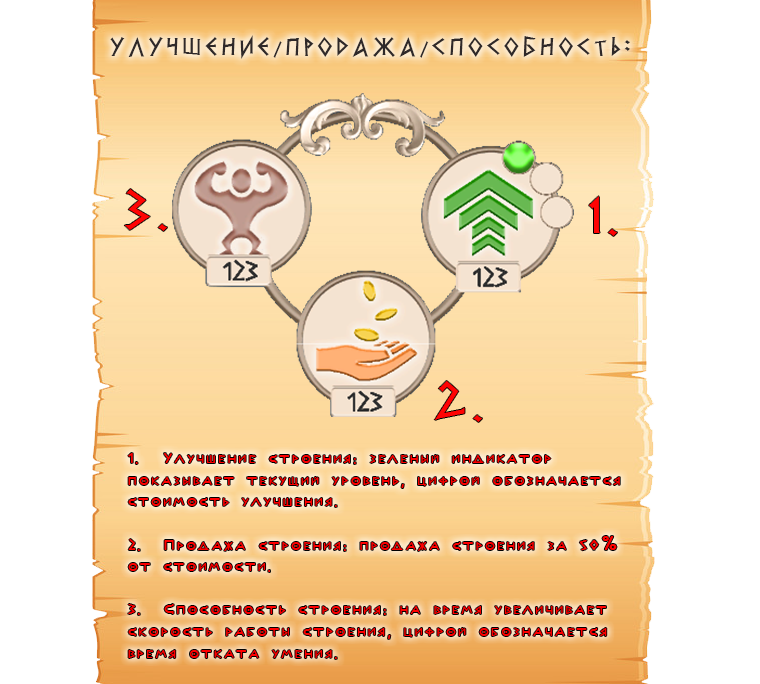 УЛУЧШЕНИЕ/ПРОДАЖА/СПОСОБНОСТЬ:
3.
1.
123
123
123
2.
1. Улучшение строения: зеленый индикатор
показывает текущий уровень, цифрой обозначается
стоимость улучшения.
2. Продажа строения: продажа строения за 50%
от стоимости.
3. Способность строения: на время увеличивает
скорость работы строения, цифрой обозначается
время отката умения.